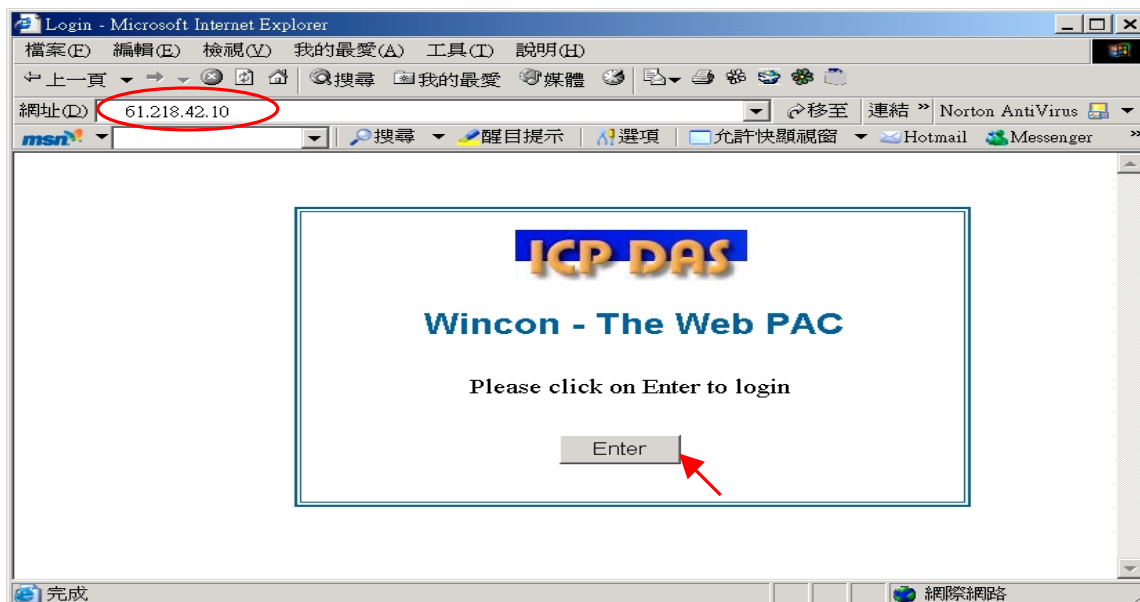 Login - Microsoft Internet Explorer
檔案(F) 編輯(E) 檢視(V) 我的最愛(A) 工具(T) 說明(H)
上一頁 搜尋 我的最愛 媒體
網址(D) 61.218.42.10 移至 連結 » Norton AntiVirus
msn 搜尋 醒目提示 選項 允許快顯視窗 Hotmail Messenger »
ICP DAS
Wincon - The Web PAC
Please click on Enter to login
Enter
完成 網際網路